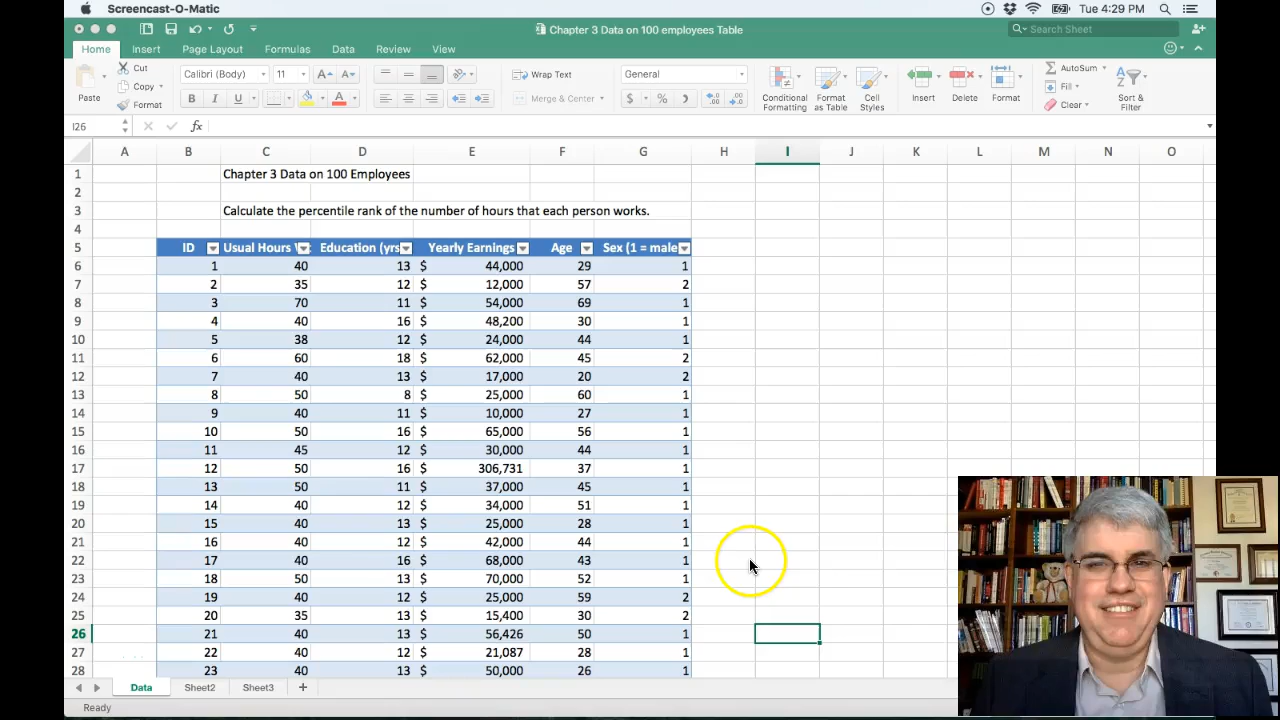 Screencast-O-Matic Tue 4:29 PM
Chapter 3 Data on 100 employees Table Search Sheet
Home Insert Page Layout Formulas Data Review View
Paste Cut Copy Format Calibri (Body) 11 Wrap Text General Conditional Formatting Format as Table Cell Styles Insert Delete Format AutoSum Fill Clear Sort & Filter
B I U Merge & Center $ %
I26 fx
A B C D E F G H I J K L M N O
1 Chapter 3 Data on 100 Employees
2
3 Calculate the percentile rank of the number of hours that each person works.
4
5 ID Usual Hours Education (yrs Yearly Earnings Age Sex (1 = male
6 1 40 13 $ 44,000 29 1
7 2 35 12 $ 12,000 57 2
8 3 70 11 $ 54,000 69 1
9 4 40 16 $ 48,200 30 1
10 5 38 12 $ 24,000 44 1
11 6 60 18 $ 62,000 45 2
12 7 40 13 $ 17,000 20 2
13 8 50 8 $ 25,000 60 1
14 9 40 11 $ 10,000 27 1
15 10 50 16 $ 65,000 56 1
16 11 45 12 $ 30,000 44 1
17 12 50 16 $ 306,731 37 1
18 13 50 11 $ 37,000 45 1
19 14 40 12 $ 34,000 51 1
20 15 40 13 $ 25,000 28 1
21 16 40 12 $ 42,000 44 1
22 17 40 16 $ 68,000 43 1
23 18 50 13 $ 70,000 52 1
24 19 40 12 $ 25,000 59 2
25 20 35 13 $ 15,400 30 2
26 21 40 13 $ 56,426 50 1
27 22 40 12 $ 21,087 28 1
28 23 40 13 $ 50,000 26 1
Data Sheet2 Sheet3 +
Ready